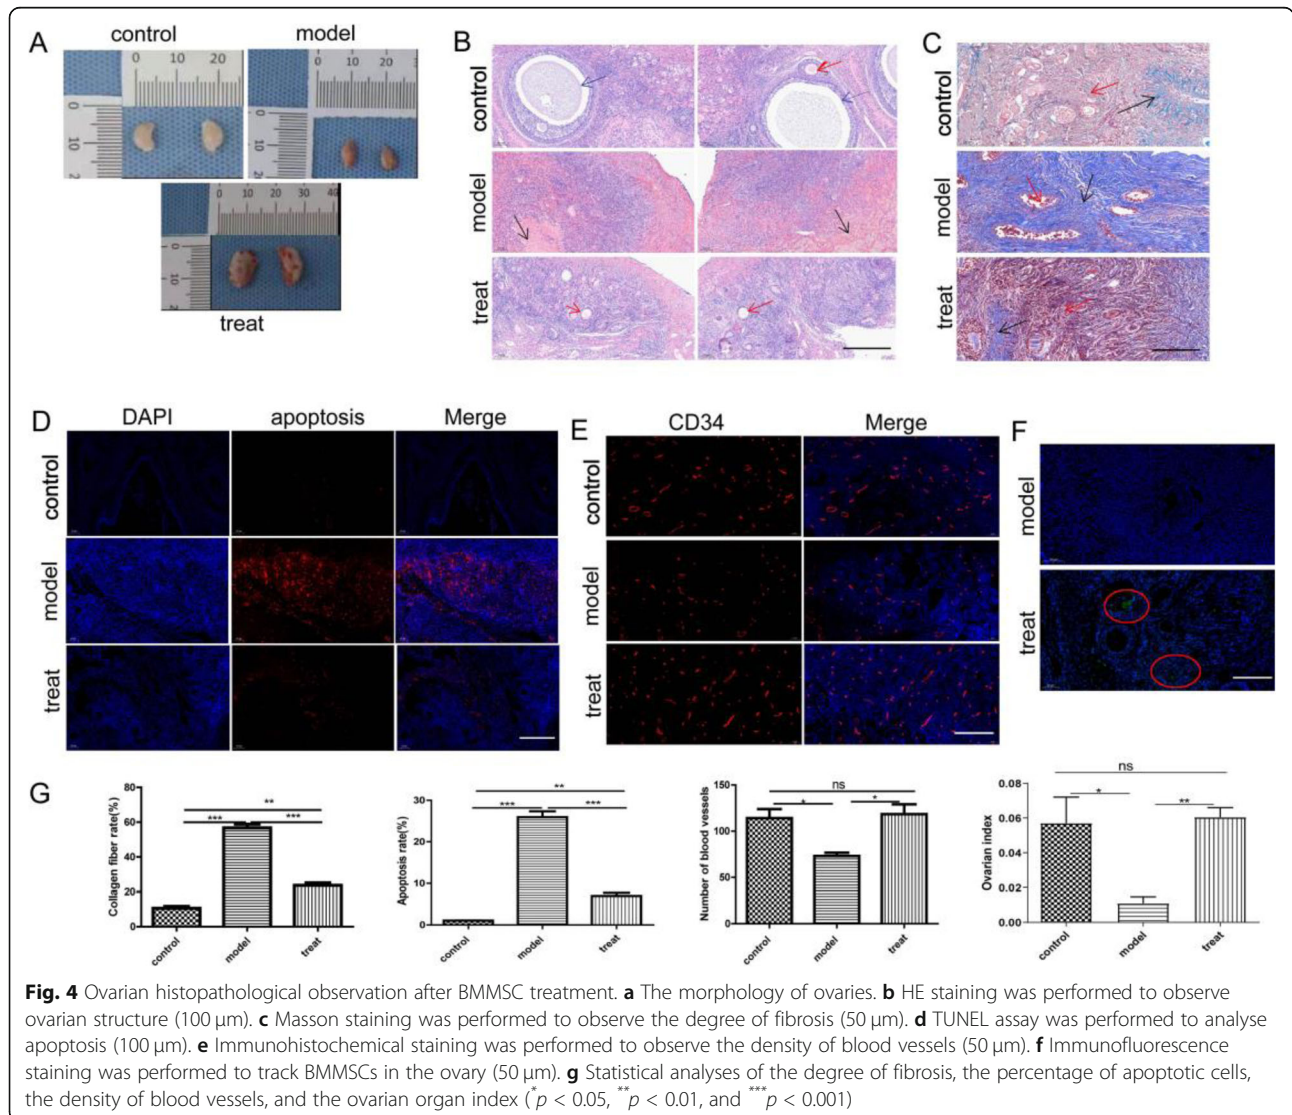 A
control
model
0 10 20
0 10 20 3
0 10 2
0 10 2
0 10 20 30 40
0 10 2
treat
B
control
model
treat
C
control
model
treat
D
DAPI apoptosis Merge
control
model
treat
E
CD34 Merge
control
model
treat
F
model
treat
G
Collagen fiber rate(%)
80
60
40
20
0
**
*** ***
control model treat
Apoptosis rate(%)
30
20
10
0
**
*** ***
control model treat
Number of blood vessels
150
100
50
0
ns
* *
control model treat
Ovarian index
0.08
0.06
0.04
0.02
0.00
ns
* **
control model treat
Fig. 4 Ovarian histopathological observation after BMMSC treatment. a The morphology of ovaries. b HE staining was performed to observe
ovarian structure (100 μm). c Masson staining was performed to observe the degree of fibrosis (50 μm). d TUNEL assay was performed to analyse
apoptosis (100 μm). e Immunohistochemical staining was performed to observe the density of blood vessels (50 μm). f Immunofluorescence
staining was performed to track BMMSCs in the ovary (50 μm). g Statistical analyses of the degree of fibrosis, the percentage of apoptotic cells,
the density of blood vessels, and the ovarian organ index (*p < 0.05, **p < 0.01, and ***p < 0.001)